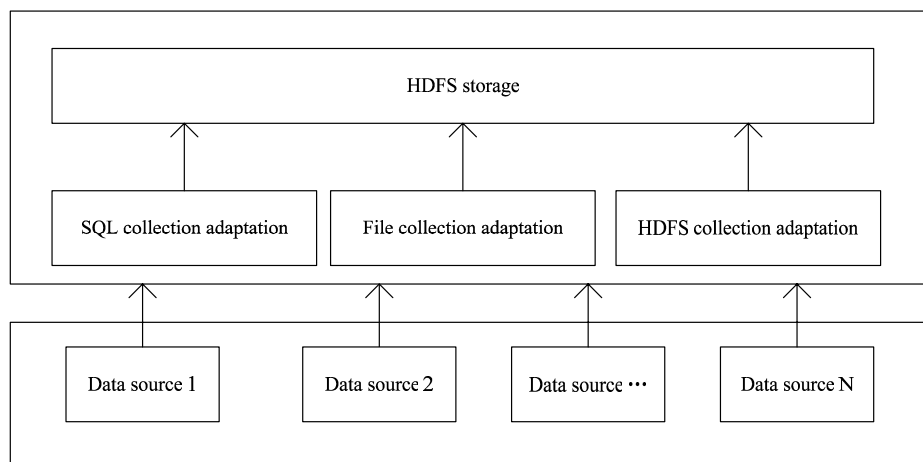 HDFS storage
SQL collection adaptation
File collection adaptation
HDFS collection adaptation
Data source 1
Data source 2
Data source ⋯
Data source N